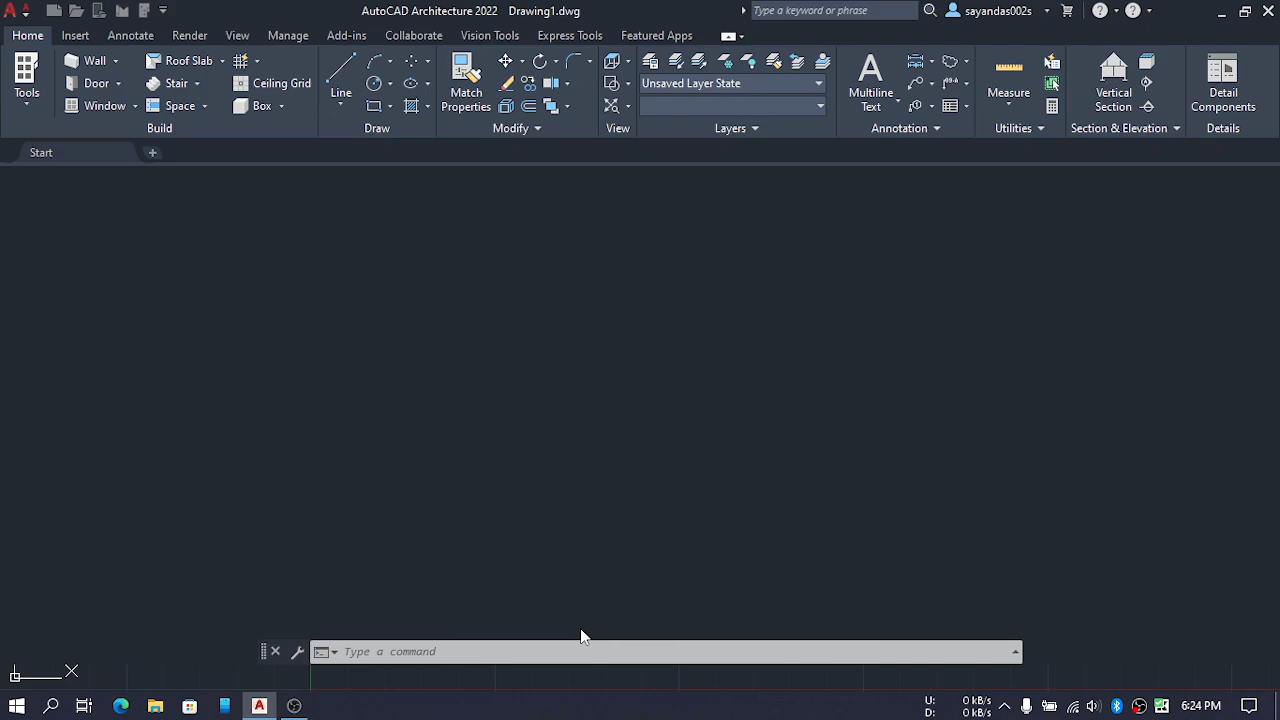 AutoCAD Architecture 2022 Drawing1.dwg
Type a keyword or phrase
sayandas002s
Home Insert Annotate Render View Manage Add-ins Collaborate Vision Tools Express Tools Featured Apps
Tools
Wall
Door
Window
Roof Slab
Stair
Space
Ceiling Grid
Box
Build
Line
Draw
Match
Properties
Modify
View
Unsaved Layer State
Layers
Multiline
Text
Annotation
Measure
Utilities
Vertical
Section
Section & Elevation
Detail
Components
Details
Start
Type a command
U: 0 kB/s
D: 0 kB/s
6:24 PM